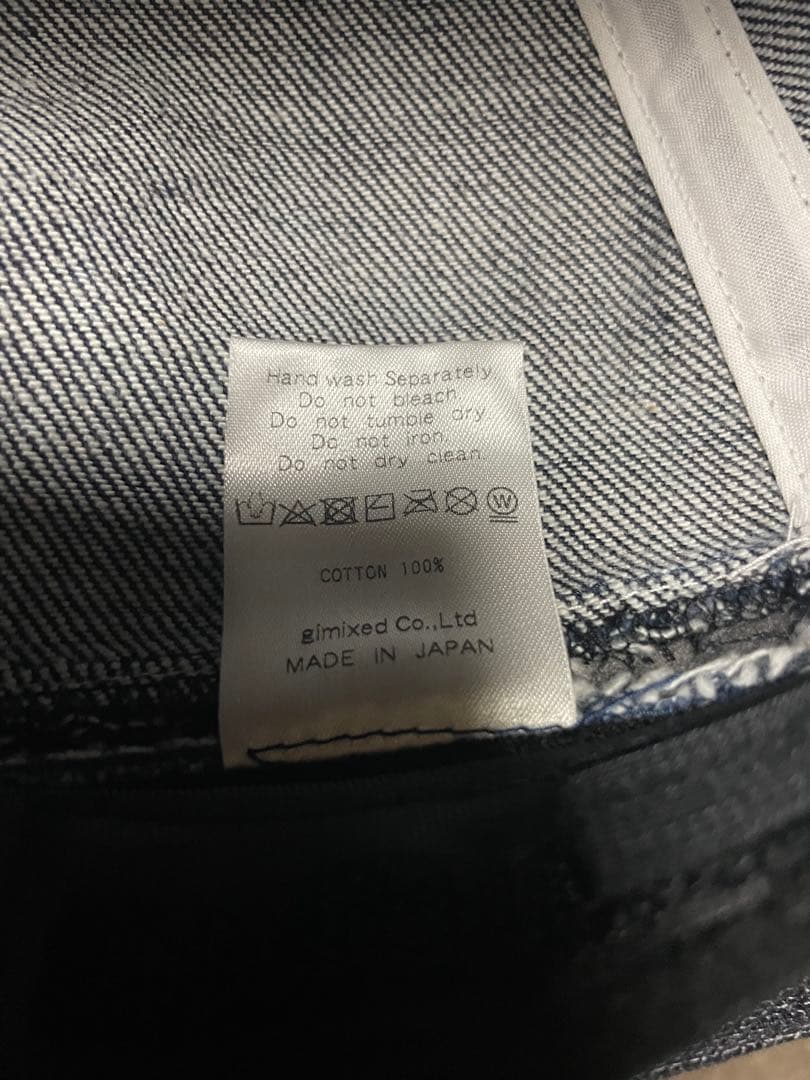 Hand wash Separately.
Do not bleach.
Do not tumble dry.
Do not iron.
Do not dry clean.
W
COTTON 100%
gimixed Co.,Ltd
MADE IN JAPAN